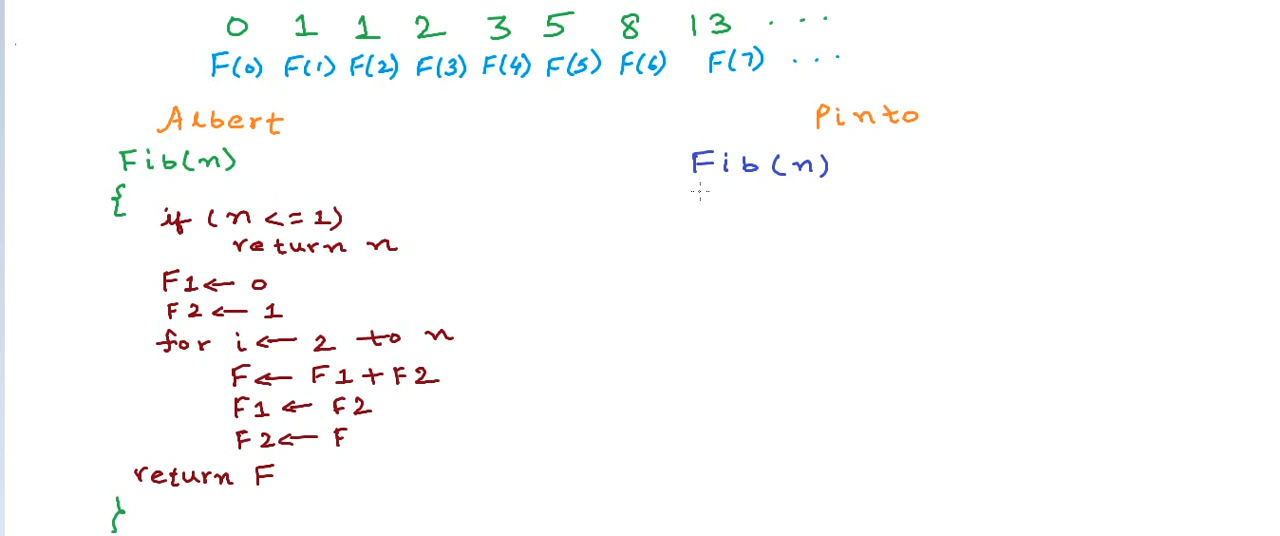 0 1 1 2 3 5 8 13 ...
F(0) F(1) F(2) F(3) F(4) F(5) F(6) F(7) ...
Albert
Fib(n)
{
if (n <= 1)
return n
F1 ← 0
F2 ← 1
for i ← 2 to n
F ← F1 + F2
F1 ← F2
F2 ← F
return F
}
Pinto
Fib(n)